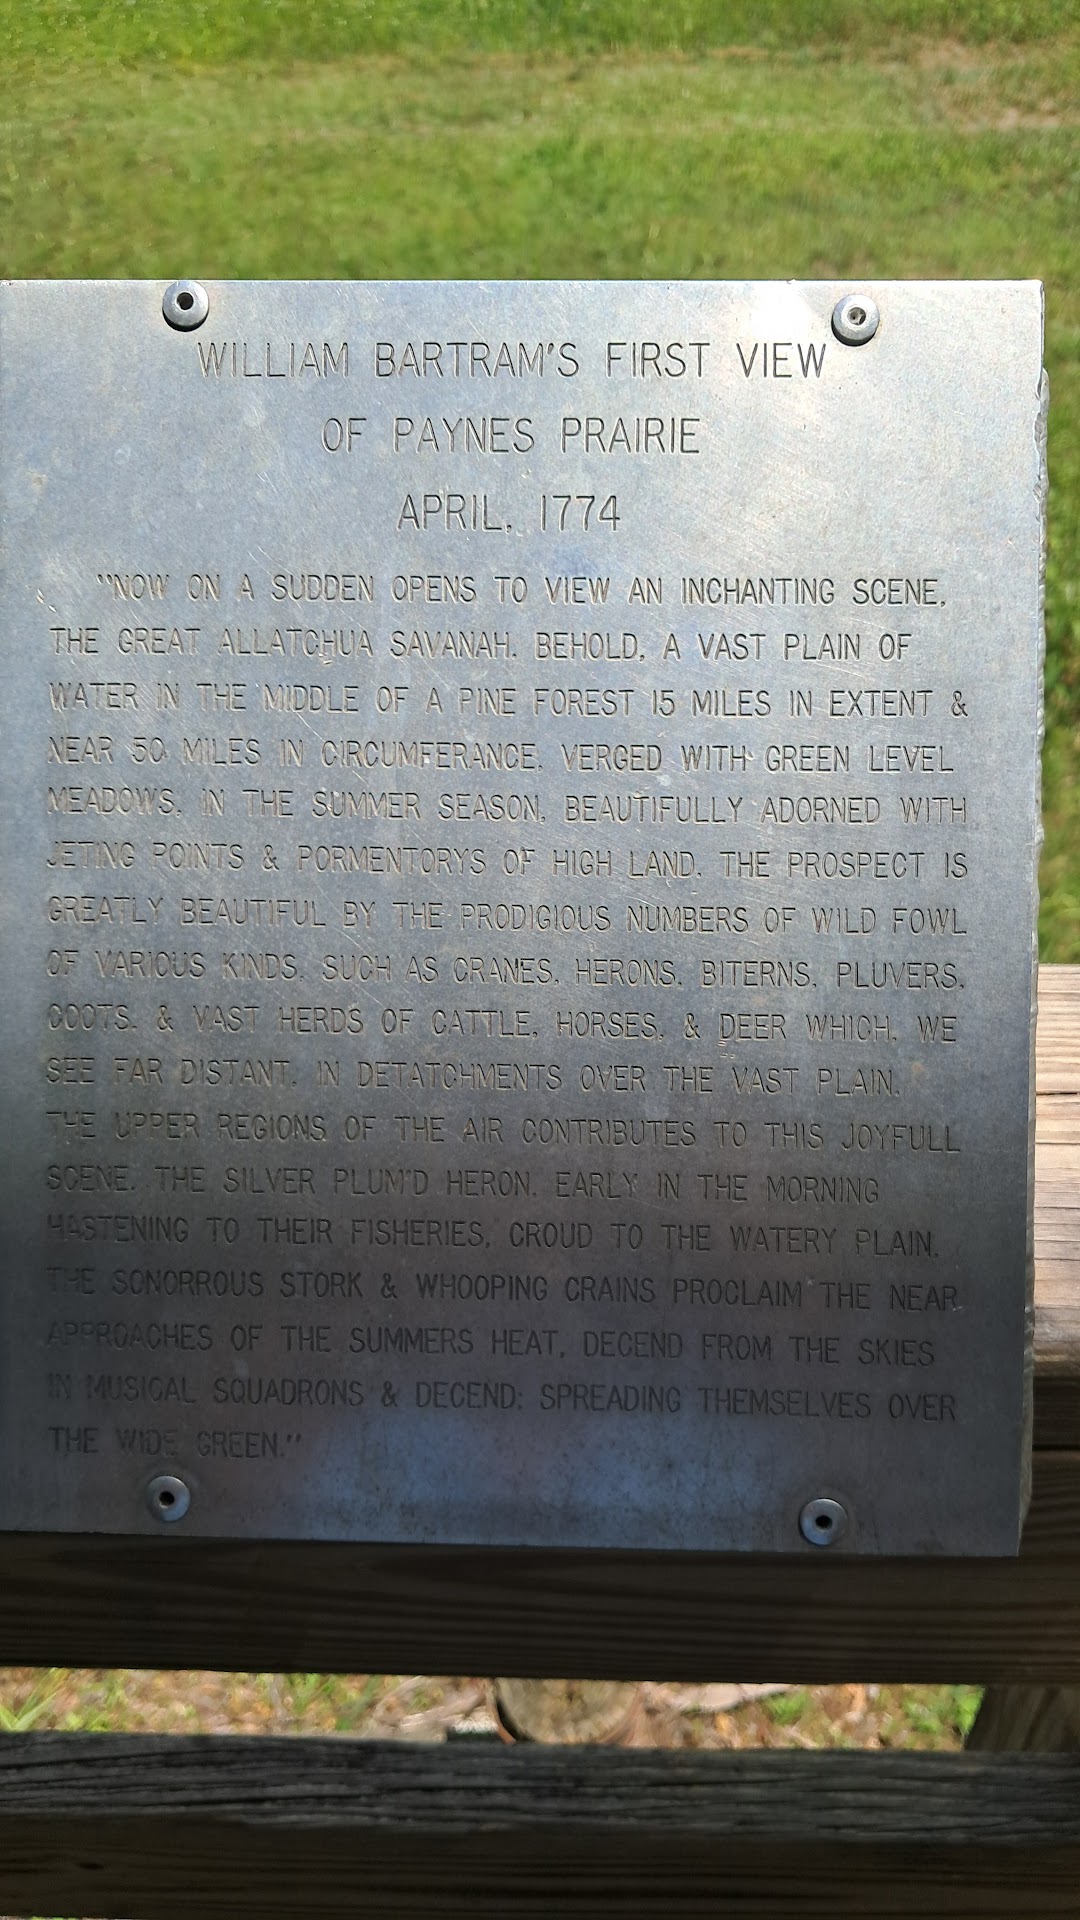 WILLIAM BARTRAM'S FIRST VIEW
OF PAYNES PRAIRIE
APRIL, 1774
"NOW ON A SUDDEN OPENS TO VIEW AN INCHANTING SCENE,
THE GREAT ALLATCHUA SAVANAH. BEHOLD, A VAST PLAIN OF
WATER IN THE MIDDLE OF A PINE FOREST 15 MILES IN EXTENT &
NEAR 50 MILES IN CIRCUMFERANCE, VERGED WITH GREEN LEVEL
MEADOWS, IN THE SUMMER SEASON, BEAUTIFULLY ADORNED WITH
JETING POINTS & PORMENTORYS OF HIGH LAND. THE PROSPECT IS
GREATLY BEAUTIFUL BY THE PRODIGIOUS NUMBERS OF WILD FOWL
OF VARIOUS KINDS, SUCH AS CRANES, HERONS, BITERNS, PLUVERS,
COOTS, & VAST HERDS OF CATTLE, HORSES, & DEER WHICH, WE
SEE FAR DISTANT, IN DETATCHMENTS OVER THE VAST PLAIN.
THE UPPER REGIONS OF THE AIR CONTRIBUTES TO THIS JOYFULL
SCENE. THE SILVER PLUM'D HERON, EARLY IN THE MORNING
HASTENING TO THEIR FISHERIES, CROUD TO THE WATERY PLAIN.
THE SONORROUS STORK & WHOOPING CRAINS PROCLAIM THE NEAR
APPROACHES OF THE SUMMERS HEAT, DECEND FROM THE SKIES
IN MUSICAL SQUADRONS & DECEND; SPREADING THEMSELVES OVER
THE WIDE GREEN."